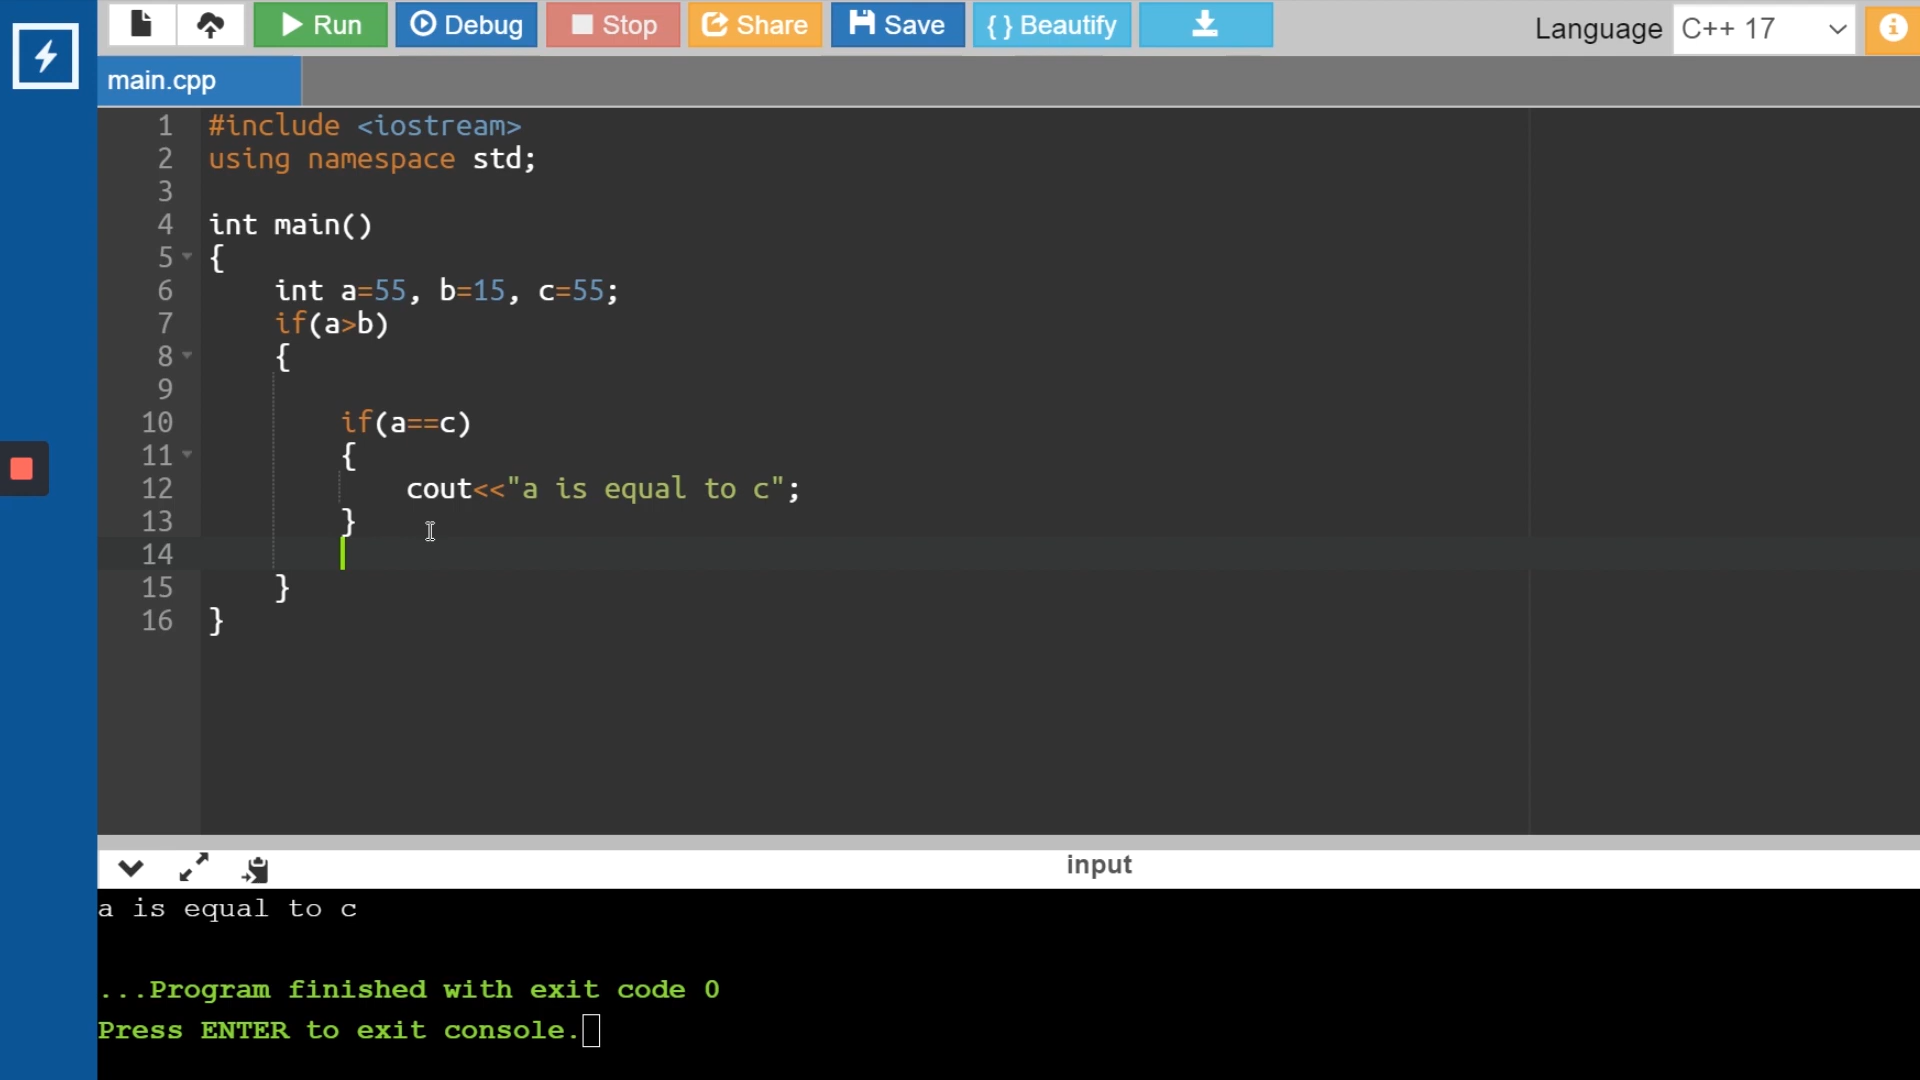 Run Debug Stop Share Save { } Beautify Language C++ 17
main.cpp
1 #include <iostream>
2 using namespace std;
3
4 int main()
5 {
6 int a=55, b=15, c=55;
7 if(a>b)
8 {
9
10 if(a==c)
11 {
12 cout<<"a is equal to c";
13 }
14
15 }
16 }
input
a is equal to c
...Program finished with exit code 0
Press ENTER to exit console.